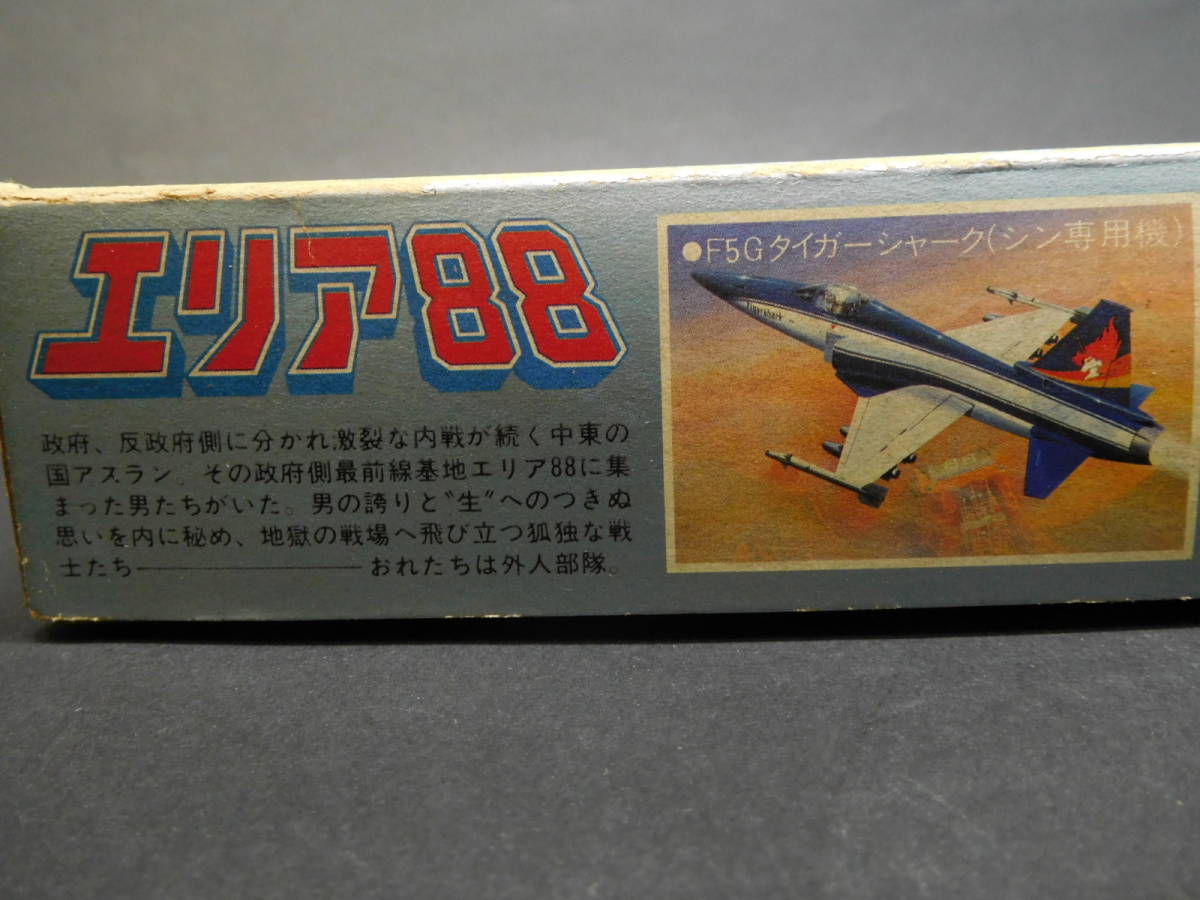 エリア88
政府、反政府側に分かれ激裂な内戦が続く中東の
国アスラン。その政府側最前線基地エリア88に集
まった男たちがいた。男の誇りと"生"へのつきぬ
思いを内に秘め、地獄の戦場へ飛び立つ狐独な戦
士たち――――――おれたちは外人部隊。
●F5Gタイガーシャーク(シン専用機)
Tigershark